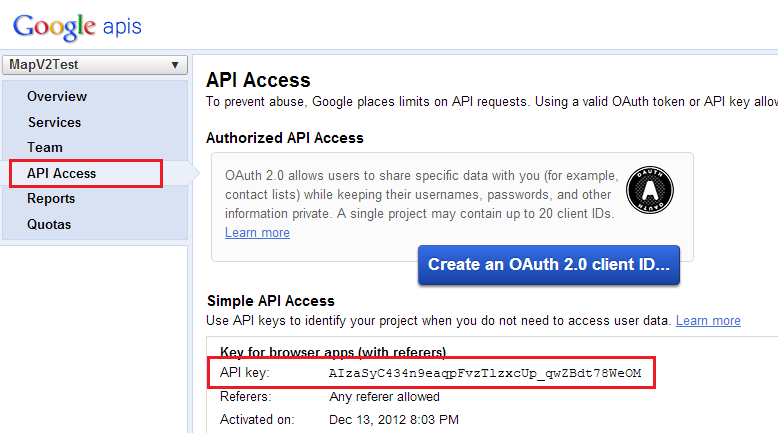 Google apis
MapV2Test
Overview
Services
Team
API Access
Reports
Quotas
API Access
To prevent abuse, Google places limits on API requests. Using a valid OAuth token or API key allow
Authorized API Access
OAuth 2.0 allows users to share specific data with you (for example,
contact lists) while keeping their usernames, passwords, and other
information private. A single project may contain up to 20 client IDs.
Learn more
OAUTH
A
OAUTH
Create an OAuth 2.0 client ID...
Simple API Access
Use API keys to identify your project when you do not need to access user data. Learn more
Key for browser apps (with referers)
API key: AIzaSyC434n9eaqpFvzTlzxcUp_qwZBdt78WeOM
Referers: Any referer allowed
Activated on: Dec 13, 2012 8:03 PM